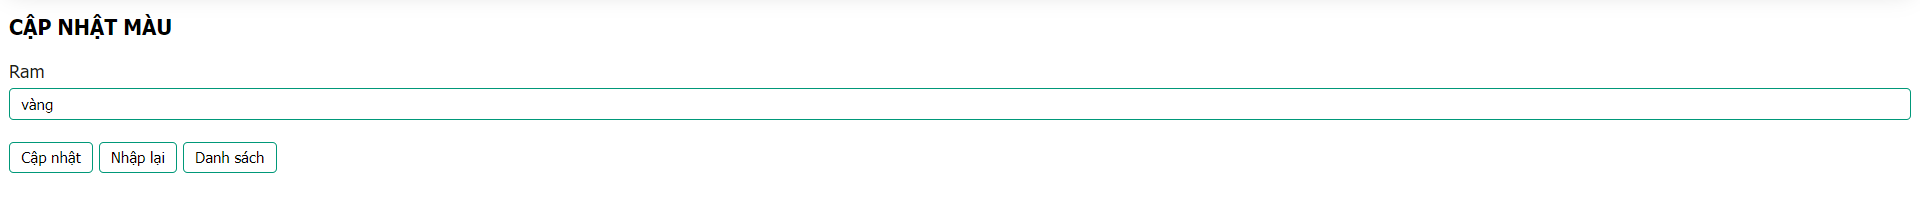 CẬP NHẬT MÀU
Ram
vàng
Cập nhật Nhập lại Danh sách